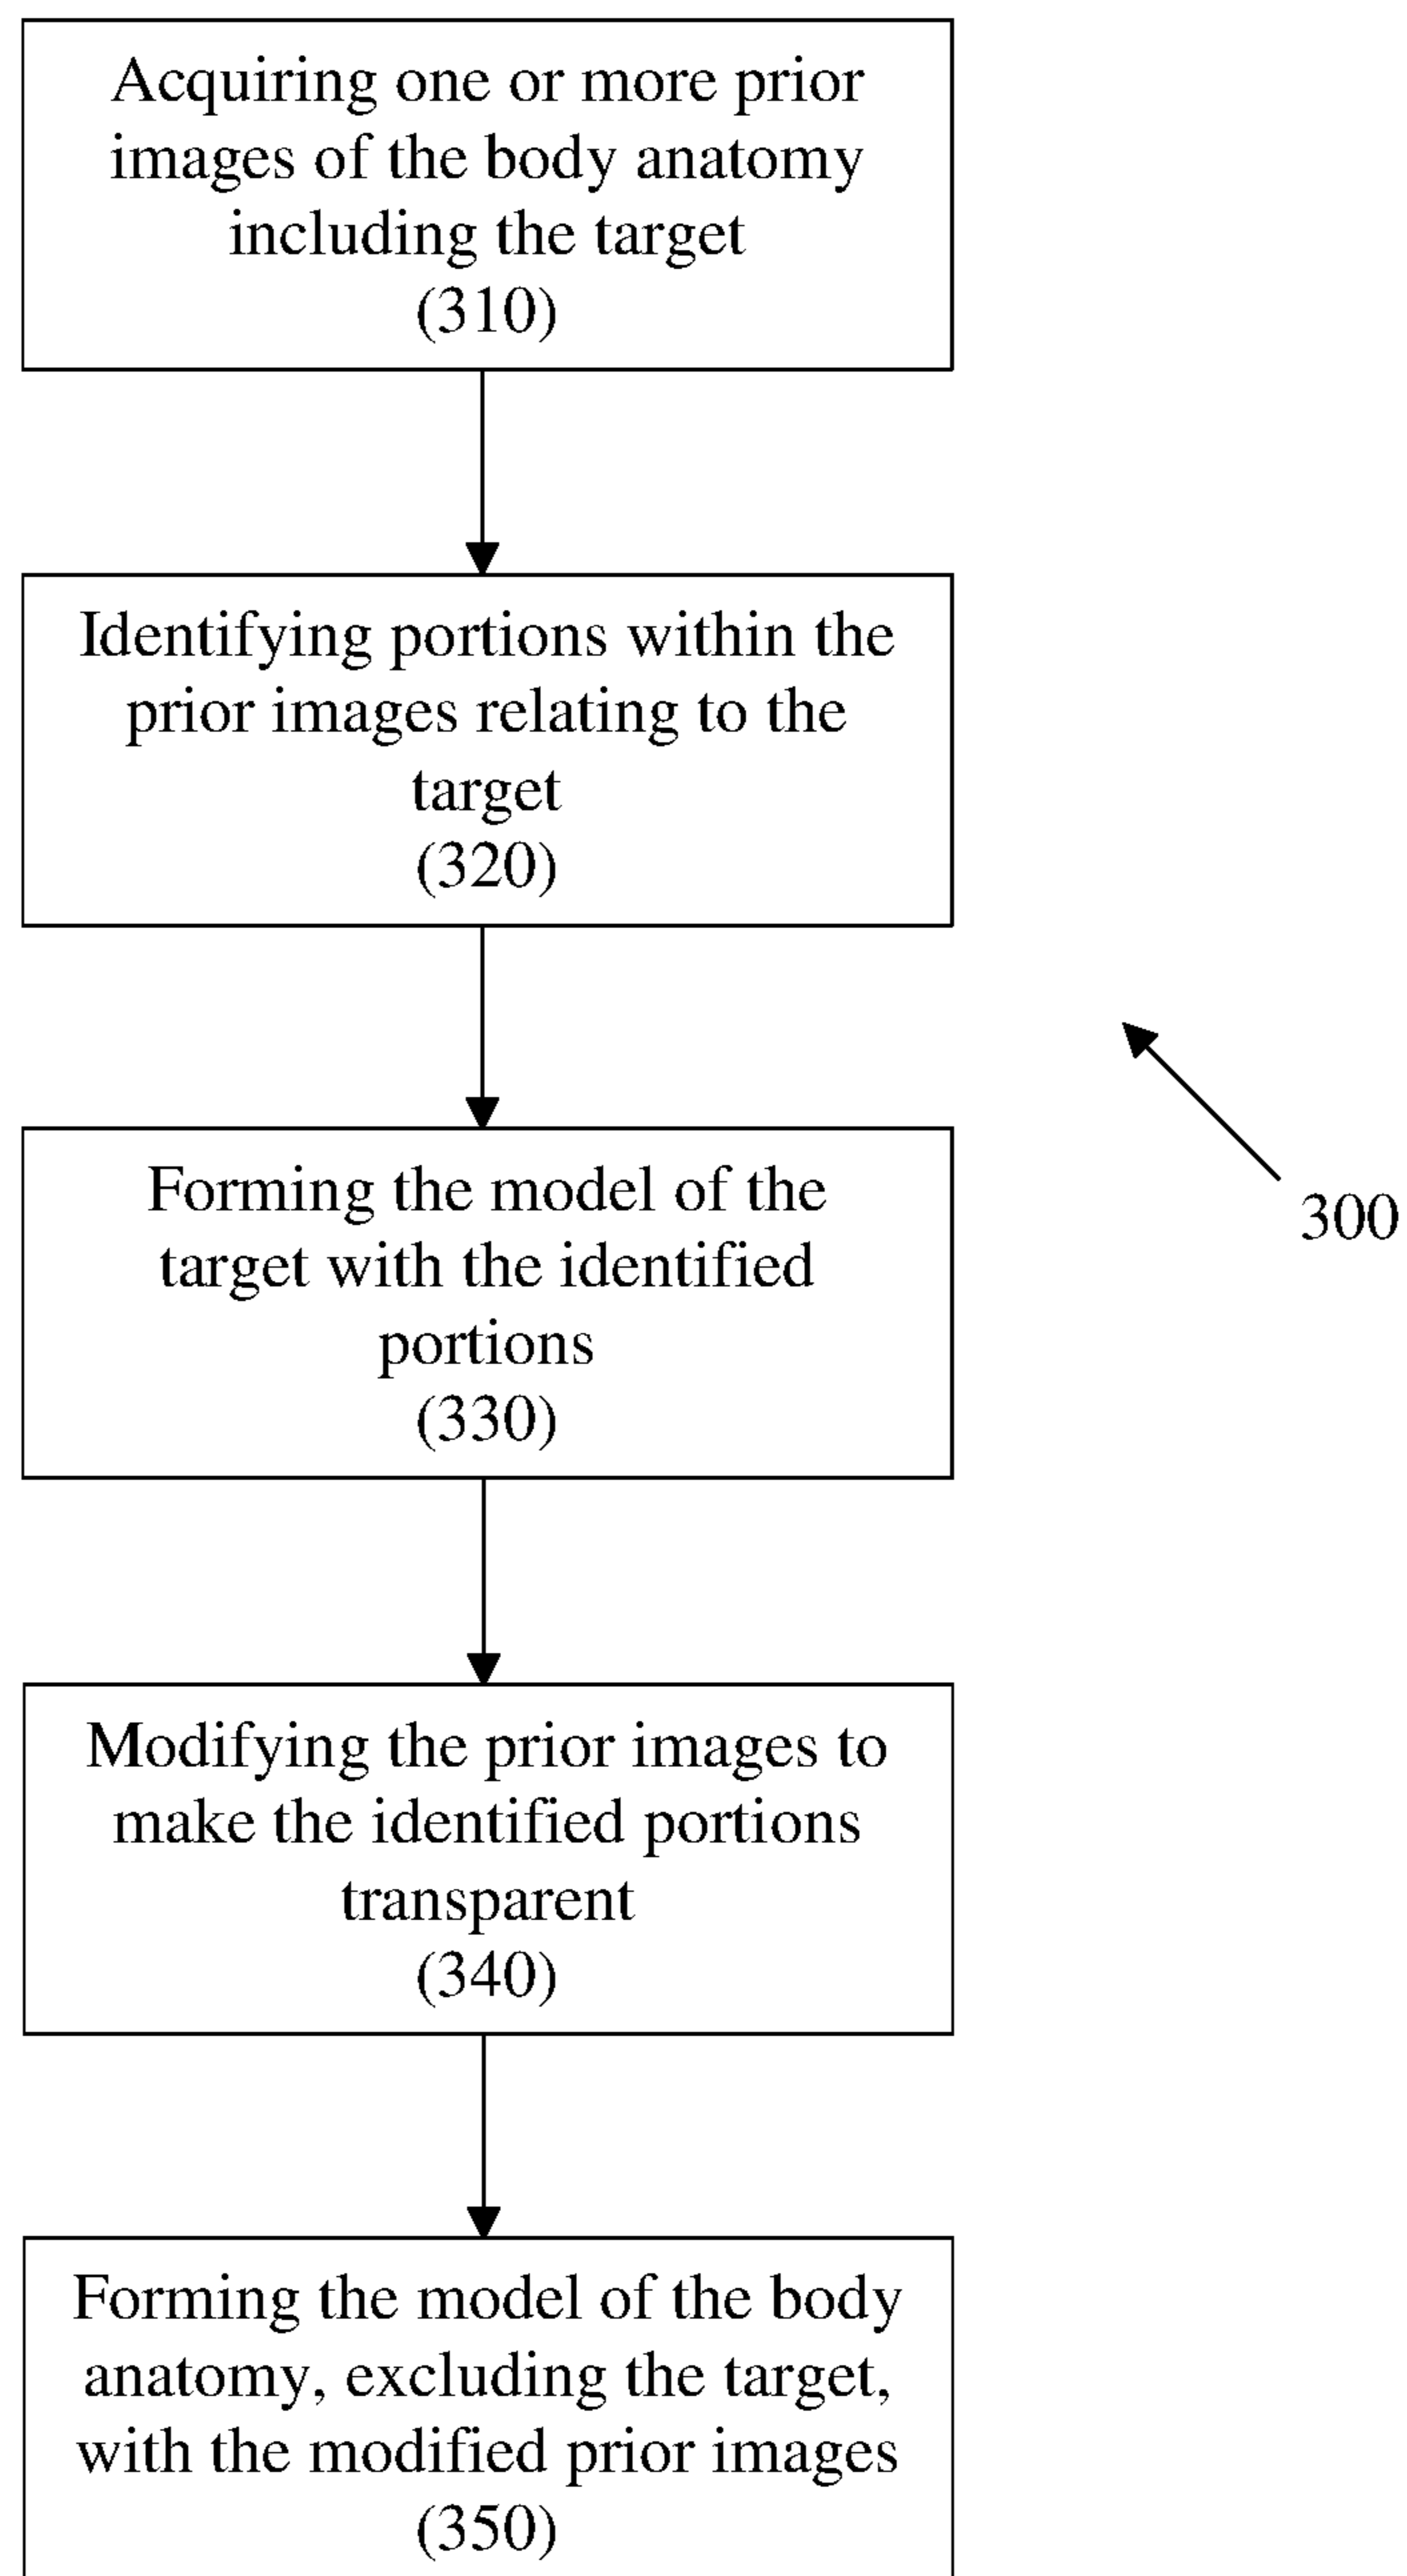 Acquiring one or more prior
images of the body anatomy
including the target
(310)
Identifying portions within the
prior images relating to the
target
(320)
Forming the model of the
target with the identified
portions
(330)
300
Modifying the prior images to
make the identified portions
transparent
(340)
Forming the model of the body
anatomy, excluding the target,
with the modified prior images
(350)